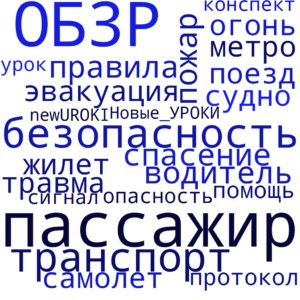 ОБЗР
конспект
огонь
пожар
метро
урок
правила
поезд
эвакуация
судно
newUROKI
Новые_УРОКИ
безопасность
спасение
жилет
водитель
травма
помощь
сигнал
опасность
пассажир
транспорт
самолет
протокол